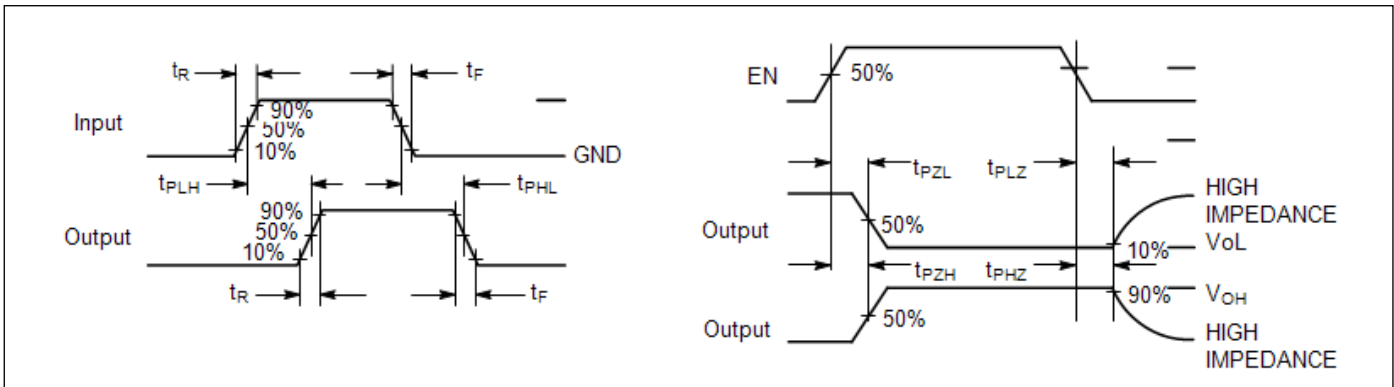 tR
tF
Input
90%
50%
10%
GND
tPLH
tPHL
Output
90%
50%
10%
tR
tF
EN
50%
tPZL
tPLZ
HIGH
IMPEDANCE
Output
50%
10%
VoL
tPZH
tPHZ
90%
VOH
Output
50%
HIGH
IMPEDANCE